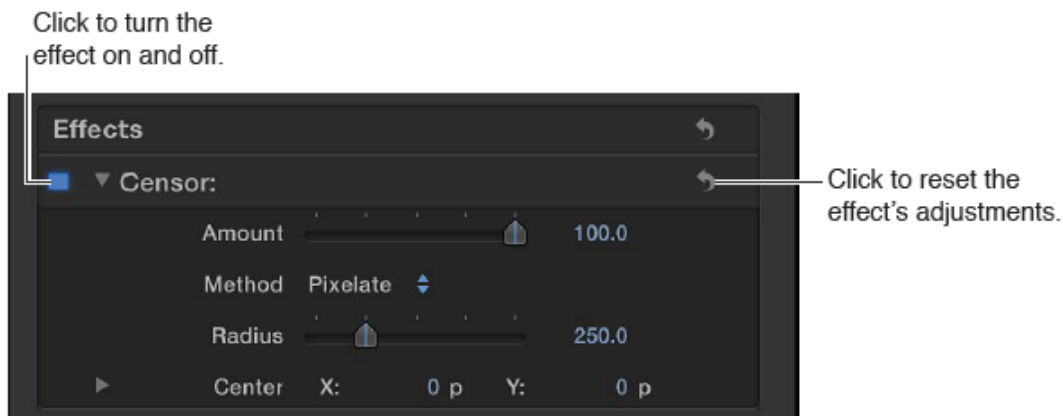 Click to turn the
effect on and off.
Effects
Censor:
Click to reset the
effect's adjustments.
Amount 100.0
Method Pixelate
Radius 250.0
Center X: 0 p Y: 0 p